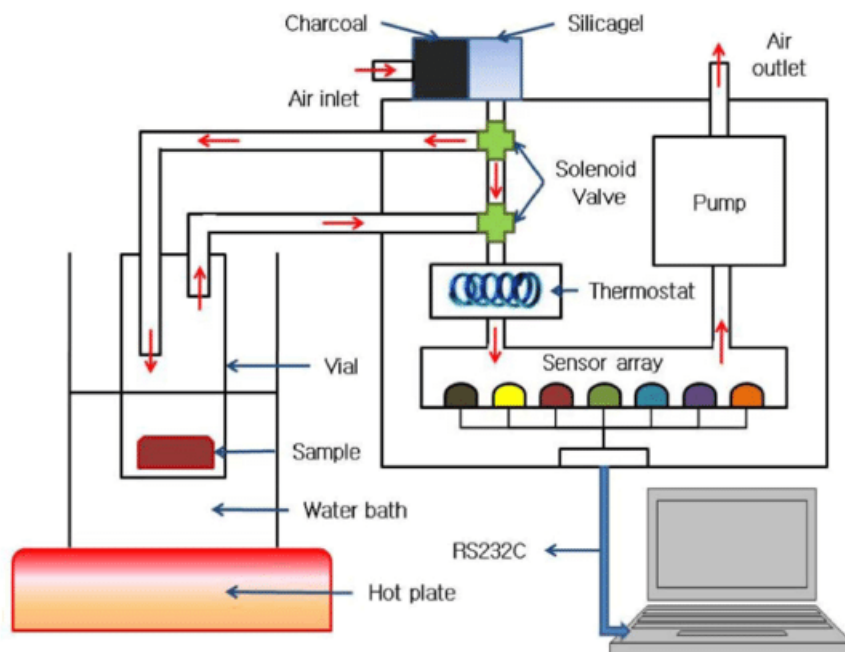 Charcoal
Silicagel
Air inlet
Air
outlet
Solenoid
Valve
Pump
Thermostat
Sensor array
Vial
Sample
Water bath
RS232C
Hot plate